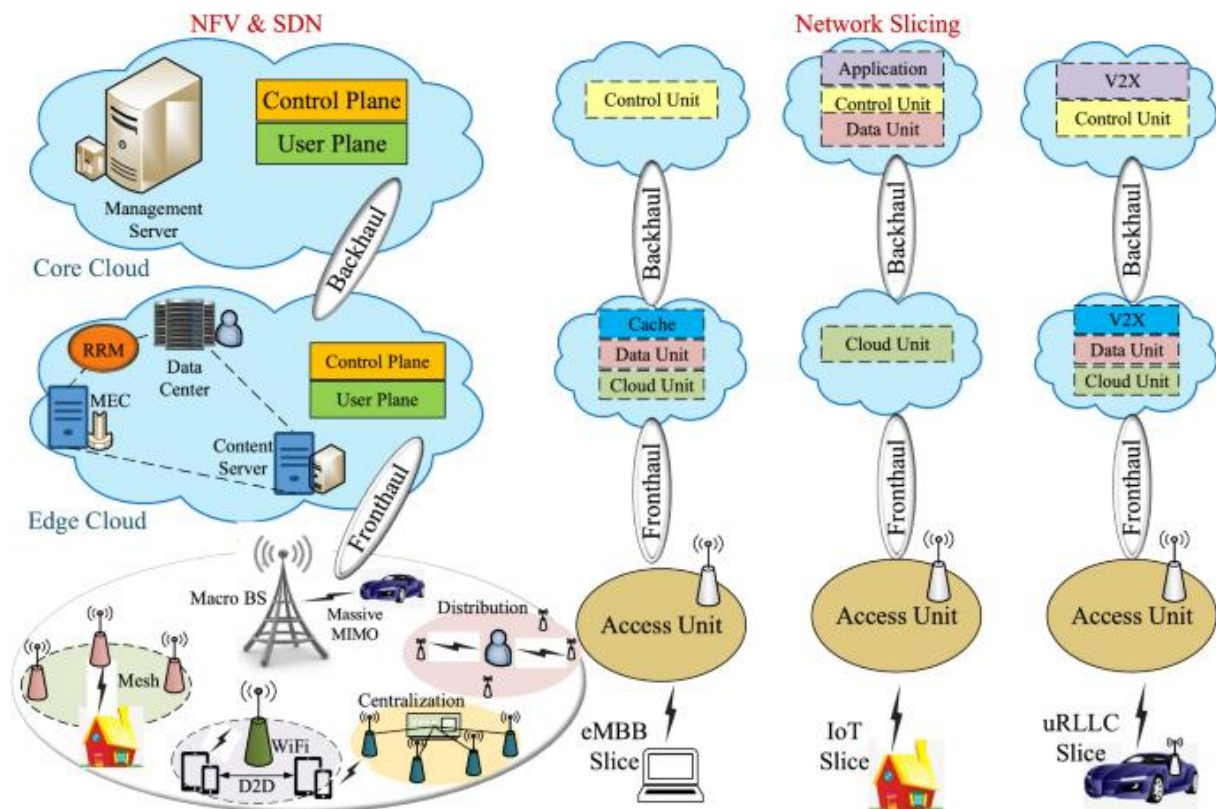 NFV & SDN
Control Plane
User Plane
Management
Server
Core Cloud
Backhaul
RRM
Data
Center
MEC
Content
Server
Control Plane
User Plane
Edge Cloud
Fronthaul
Macro BS
Massive
MIMO
Distribution
Mesh
Centralization
WiFi
D2D
Network Slicing
Control Unit
Backhaul
Cache
Data Unit
Cloud Unit
Fronthaul
Access Unit
eMBB
Slice
Application
Control Unit
Data Unit
Backhaul
Cloud Unit
Fronthaul
Access Unit
IoT
Slice
V2X
Control Unit
Backhaul
V2X
Data Unit
Cloud Unit
Fronthaul
Access Unit
uRLLC
Slice